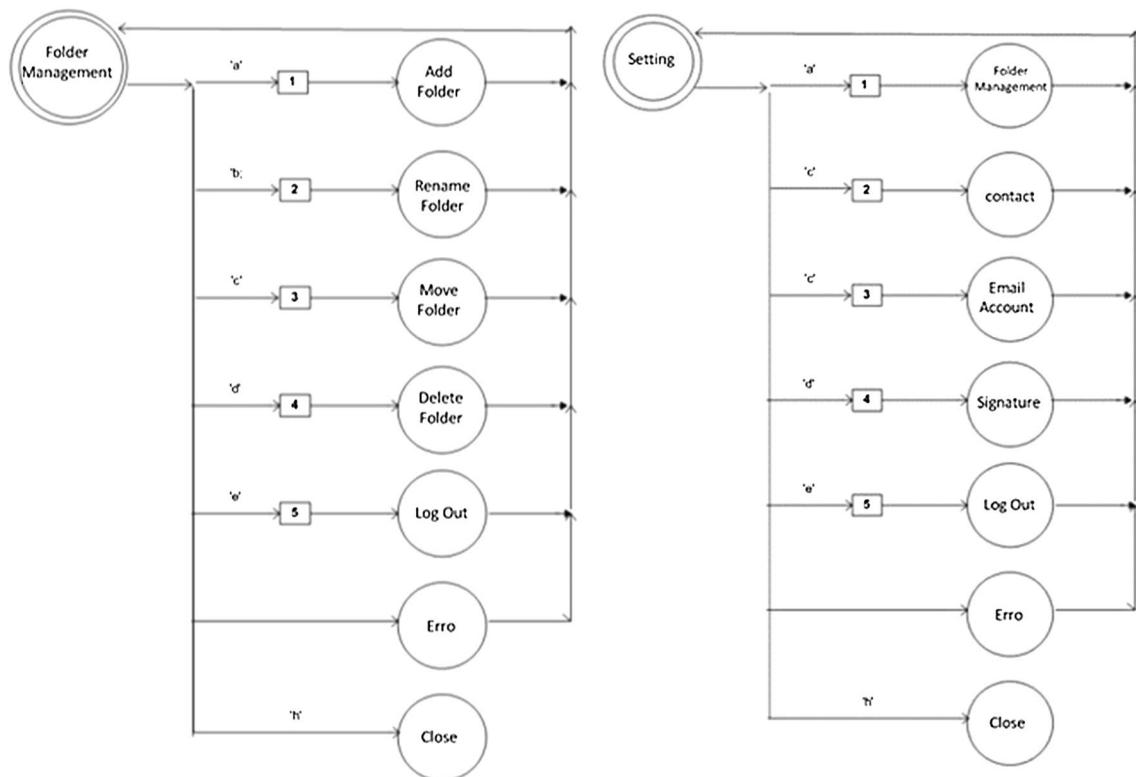 Folder
Management
'a'
1
Add
Folder
'b;
2
Rename
Folder
'c'
3
Move
Folder
'd'
4
Delete
Folder
'e'
5
Log Out
Erro
'h'
Close
Setting
'a'
1
Folder
Management
'c'
2
contact
'c'
3
Email
Account
'd'
4
Signature
'e'
5
Log Out
Erro
'h'
Close